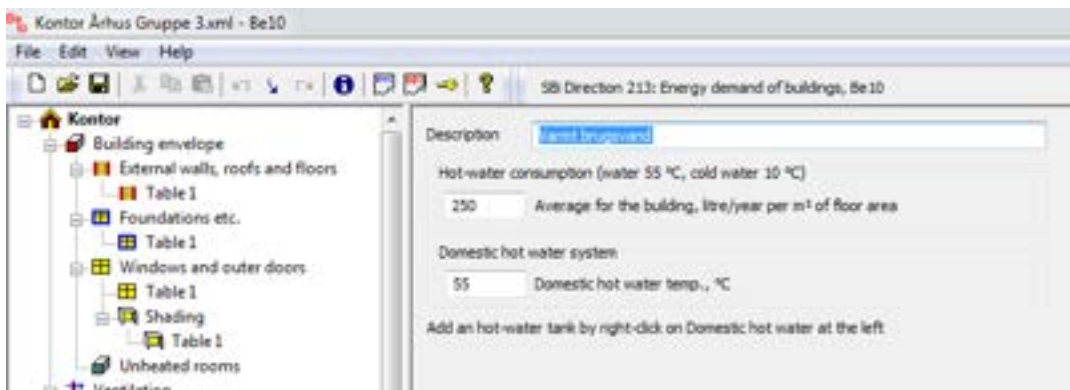 Kontor Århus Gruppe 3.xml - Be10
File Edit View Help
SBi Direction 213: Energy demand of buildings, Be10
Kontor
Building envelope
External walls, roofs and floors
Table 1
Foundations etc.
Table 1
Windows and outer doors
Table 1
Shading
Table 1
Unheated rooms
Ventilation
Description Varmt brugsvand
Hot-water consumption (water 55 °C, cold water 10 °C)
250 Average for the building, litre/year per m² of floor area
Domestic hot water system
55 Domestic hot water temp., °C
Add an hot-water tank by right-click on Domestic hot water at the left